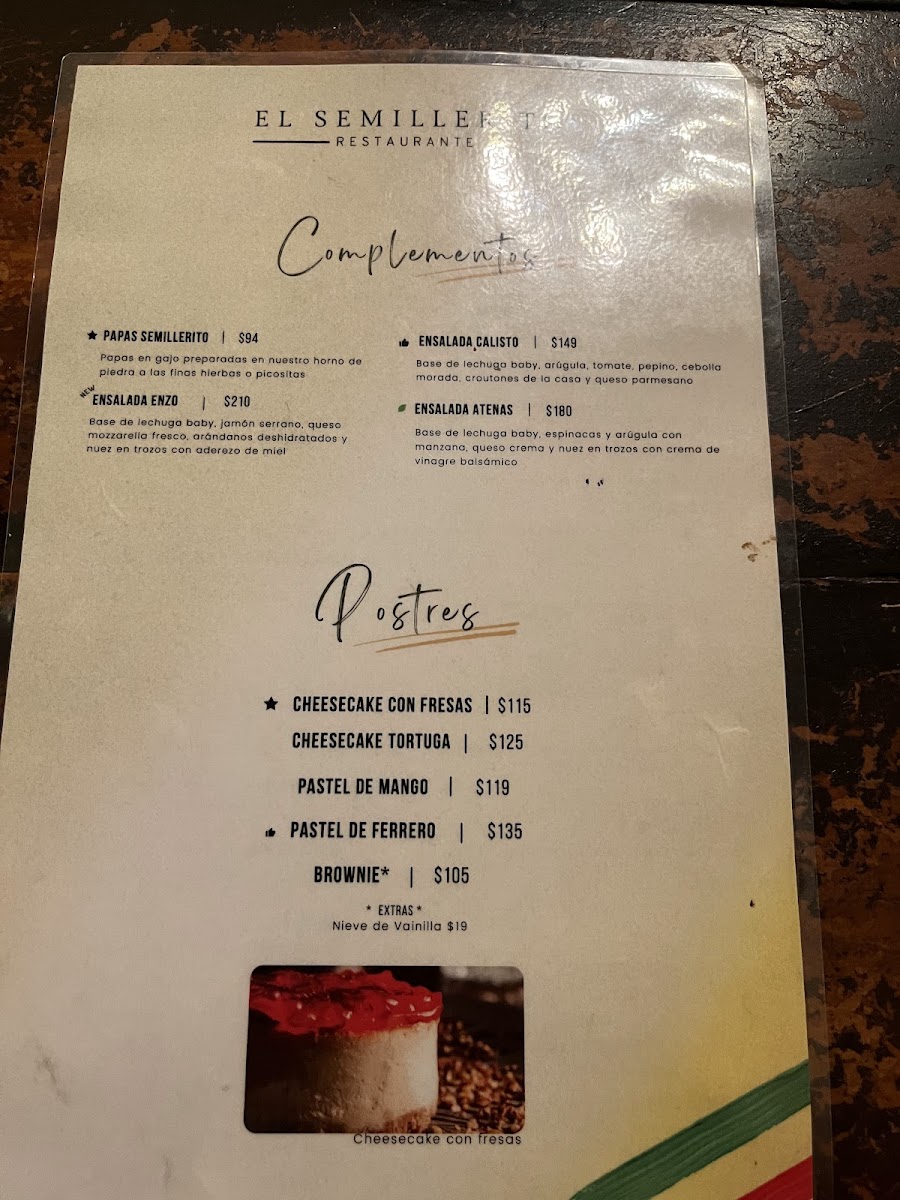 EL SEMILLERITO
RESTAURANTE
Complementos
PAPAS SEMILLERITO | $94
Papas en gajo preparadas en nuestro horno de
piedra a las finas hierbas o picositas
NEW
ENSALADA ENZO | $210
Base de lechuga baby, jamón serrano, queso
mozzarella fresco, arándanos deshidratados y
nuez en trozos con aderezo de miel
ENSALADA CALISTO | $149
Base de lechuga baby, arúgula, tomate, pepino, cebolla
morada, croutones de la casa y queso parmesano
ENSALADA ATENAS | $180
Base de lechuga baby, espinacas y arúgula con
manzana, queso crema y nuez en trozos con crema de
vinagre balsámico
Postres
CHEESECAKE CON FRESAS | $115
CHEESECAKE TORTUGA | $125
PASTEL DE MANGO | $119
PASTEL DE FERRERO | $135
BROWNIE* | $105
* EXTRAS *
Nieve de Vainilla $19
Cheesecake con fresas